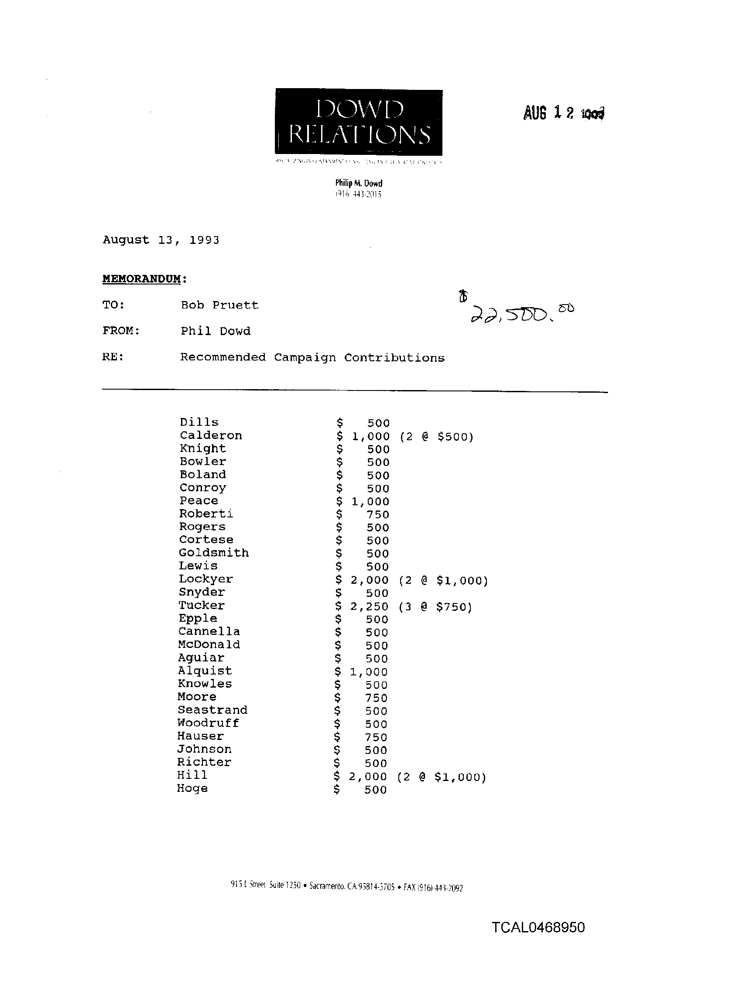 DOWD
RELATIONS
AUG 12
Philip M. Dowd
(916) 443-2015
August 13, 1993
MEMORANDUM:
TO: Bob Pruett
$ 22,500.00
FROM: Phil Dowd
RE: Recommended Campaign Contributions
Dills $ 500
Calderon $ 1,000 (2 @ $500)
Knight $ 500
Bowler $ 500
Boland $ 500
Conroy $ 500
Peace $ 1,000
Roberti $ 750
Rogers $ 500
Cortese $ 500
Goldsmith $ 500
Lewis $ 500
Lockyer $ 2,000 (2 @ $1,000)
Snyder $ 500
Tucker $ 2,250 (3 @ $750)
Epple $ 500
Cannella $ 500
McDonald $ 500
Aguiar $ 500
Alquist $ 1,000
Knowles $ 500
Moore $ 750
Seastrand $ 500
Woodruff $ 500
Hauser $ 750
Johnson $ 500
Richter $ 500
Hill $ 2,000 (2 @ $1,000)
Hoge $ 500
915 L Street Suite 1250 • Sacramento, CA 95814-3705 • FAX (916) 443-2092
TCAL0468950